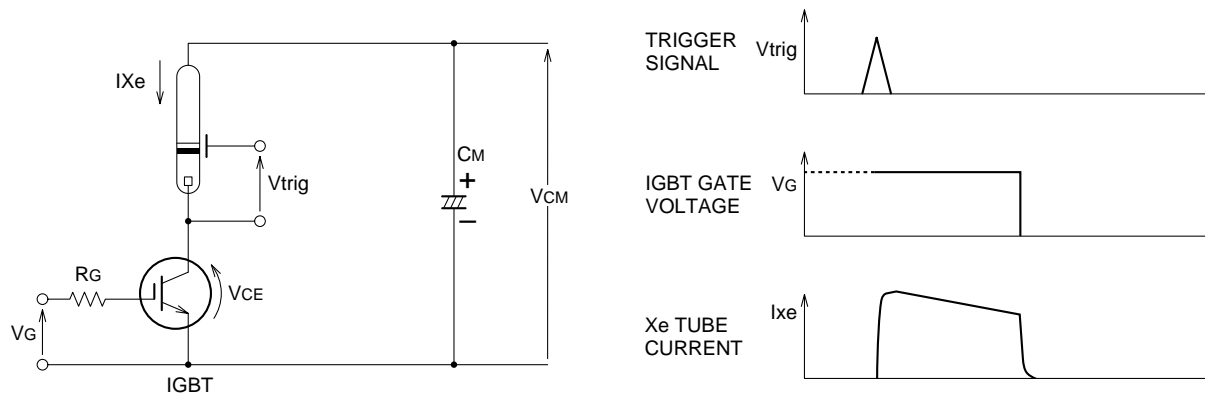 IXe
Vtrig
CM
+
−
VCM
RG
VCE
VG
IGBT
TRIGGER
SIGNAL
Vtrig
IGBT GATE
VOLTAGE
VG
Xe TUBE
CURRENT
Ixe